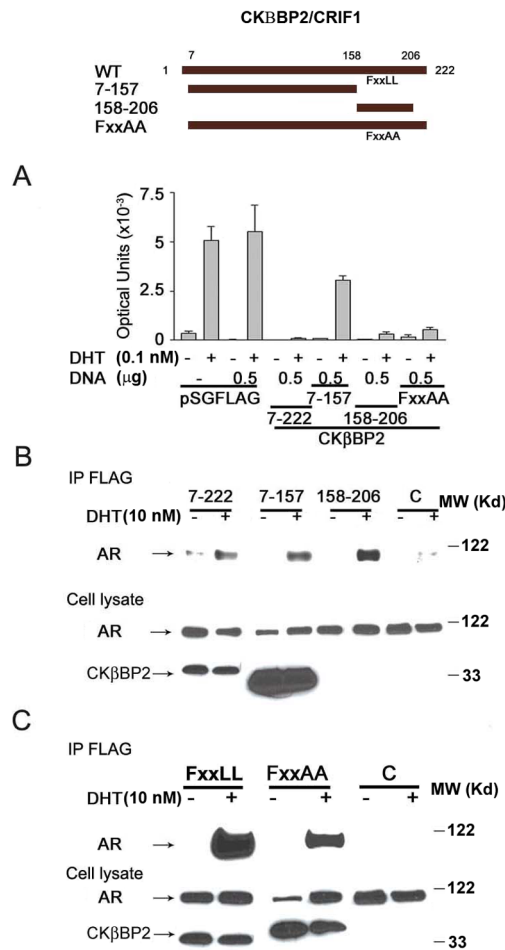 CKBBP2/CRIF1
7 158 206
WT 1 FxxLL 222
7-157
158-206
FxxAA FxxAA
A
Optical Units (x10-3)
7.5
5
2.5
0
DHT (0.1 nM) - + - + - + - + - + - +
DNA (μg) - 0.5 0.5 0.5 0.5 0.5
pSGFLAG 7-157 FxxAA
7-222 158-206
CKβBP2
B
IP FLAG
7-222 7-157 158-206 C MW (Kd)
DHT(10 nM) - + - + - + - +
AR → –122
Cell lysate
AR → –122
CKβBP2→ –33
C
IP FLAG
FxxLL FxxAA C MW (Kd)
DHT(10 nM) - + - + - +
AR → –122
Cell lysate
AR → –122
CKβBP2→ –33